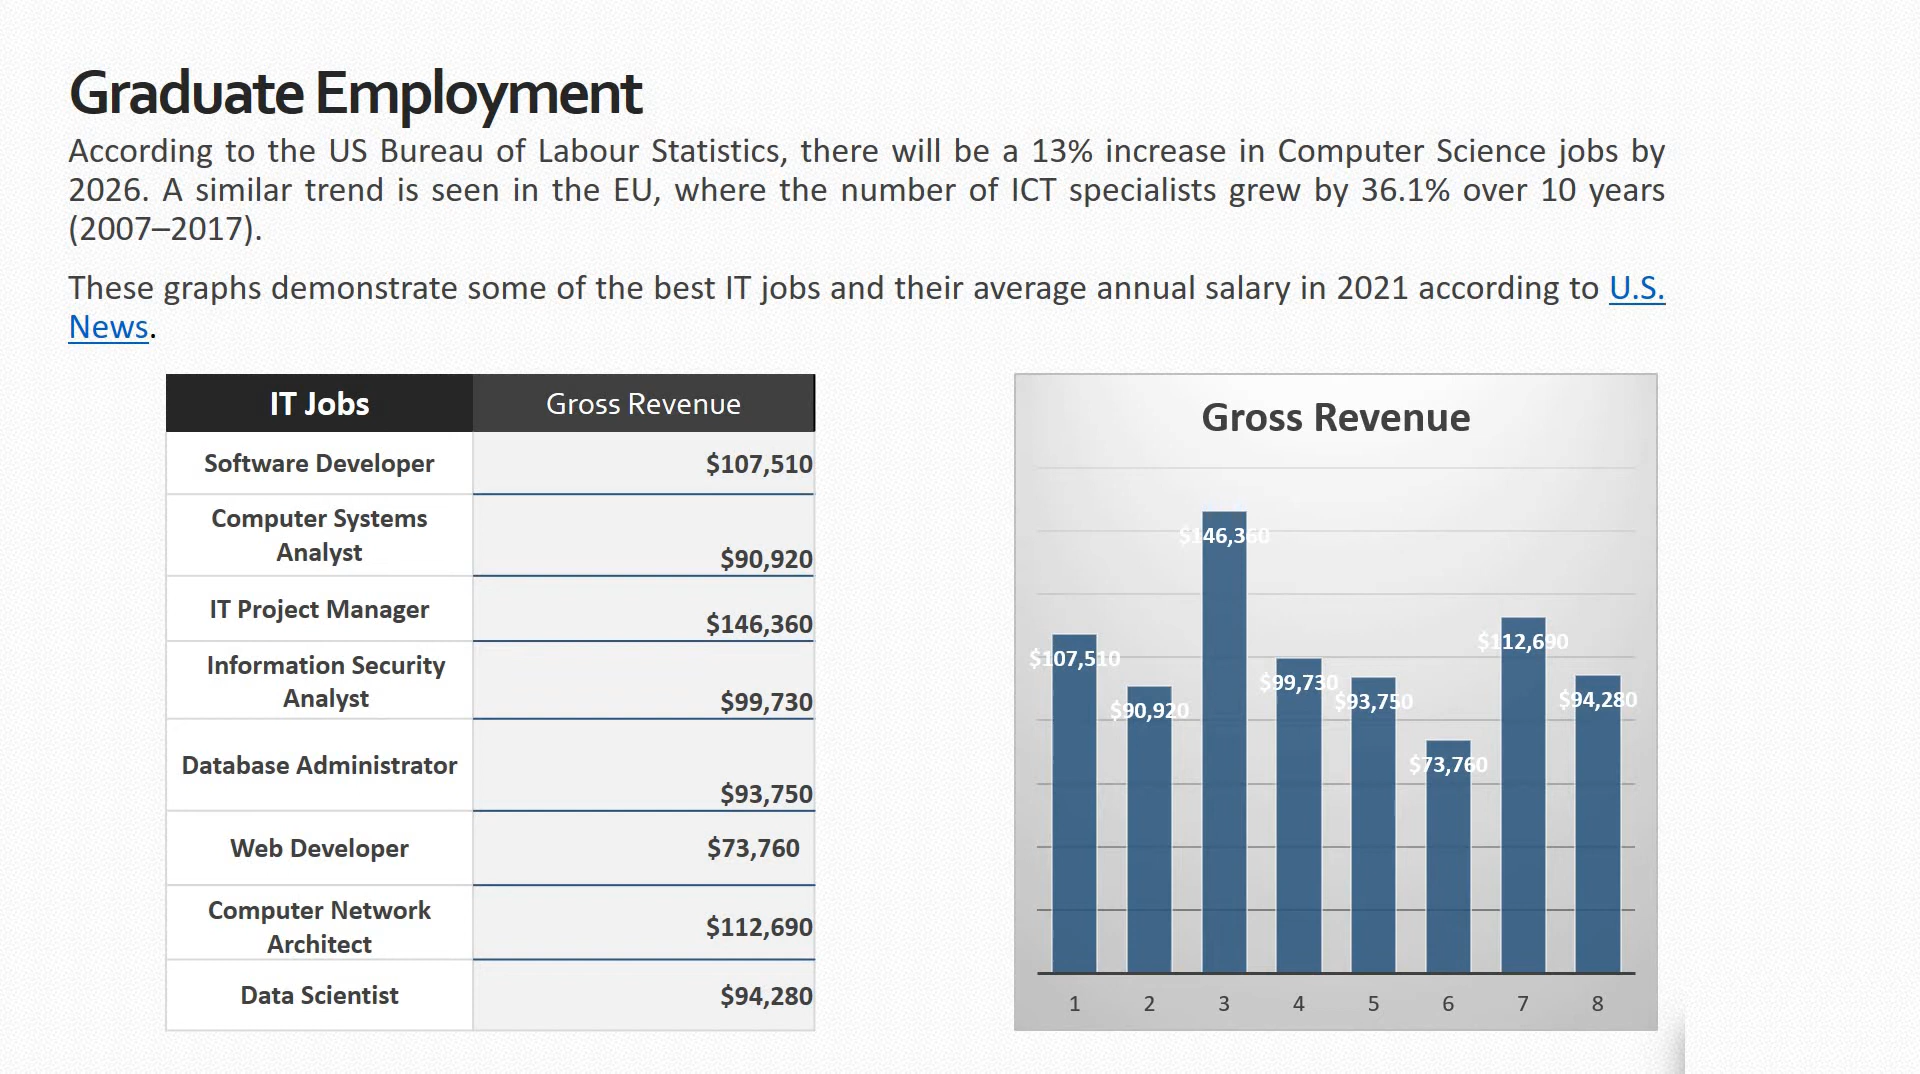 Graduate Employment
According to the US Bureau of Labour Statistics, there will be a 13% increase in Computer Science jobs by
2026. A similar trend is seen in the EU, where the number of ICT specialists grew by 36.1% over 10 years
(2007–2017).
These graphs demonstrate some of the best IT jobs and their average annual salary in 2021 according to U.S.
News.
IT Jobs Gross Revenue
Software Developer $107,510
Computer Systems
Analyst
$90,920
IT Project Manager
$146,360
Information Security
Analyst
$99,730
Database Administrator
$93,750
Web Developer $73,760
Computer Network
Architect
$112,690
Data Scientist $94,280
Gross Revenue
$107,510
$90,920
$146,360
$99,730
$93,750
$73,760
$112,690
$94,280
1 2 3 4 5 6 7 8